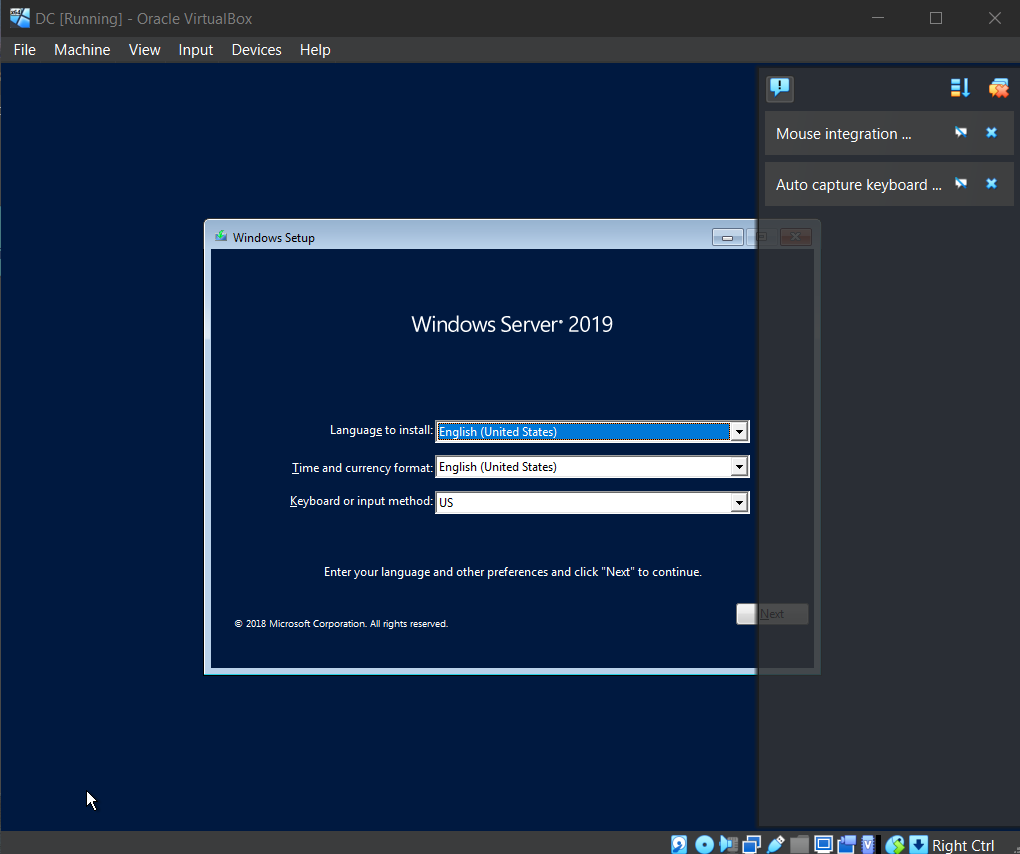 DC [Running] - Oracle VirtualBox
File Machine View Input Devices Help
Mouse integration ...
Auto capture keyboard ...
Windows Setup
Windows Server® 2019
Language to install: English (United States)
Time and currency format: English (United States)
Keyboard or input method: US
Enter your language and other preferences and click "Next" to continue.
Next
© 2018 Microsoft Corporation. All rights reserved.
Right Ctrl